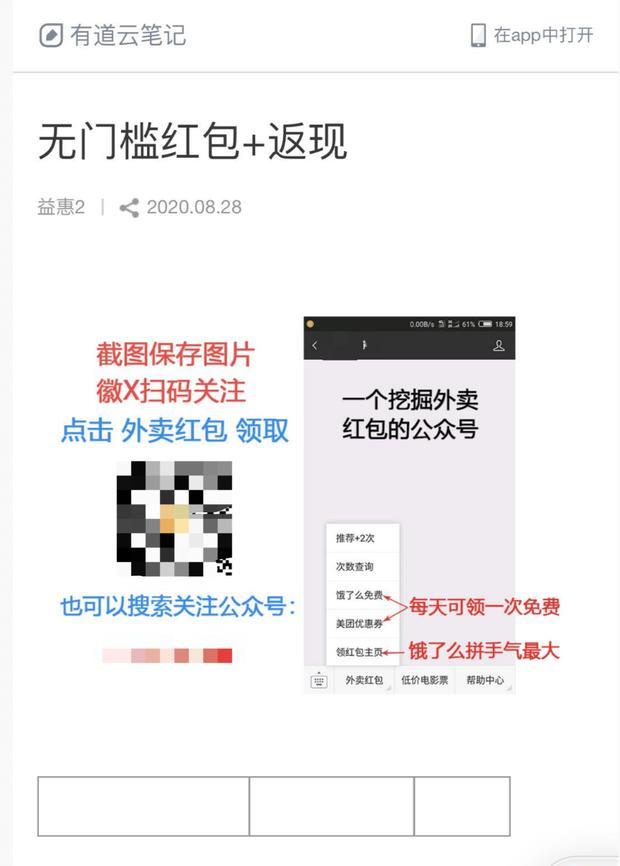 有道云笔记
在app中打开
无门槛红包+返现
益惠2
2020.08.28
截图保存图片
徽X扫码关注
点击 外卖红包 领取
也可以搜索关注公众号：
0.00B/s
61%
18:59
一个挖掘外卖
红包的公众号
推荐+2次
次数查询
饿了么免费
美团优惠券
领红包主页
每天可领一次免费
饿了么拼手气最大
外卖红包
低价电影票
帮助中心